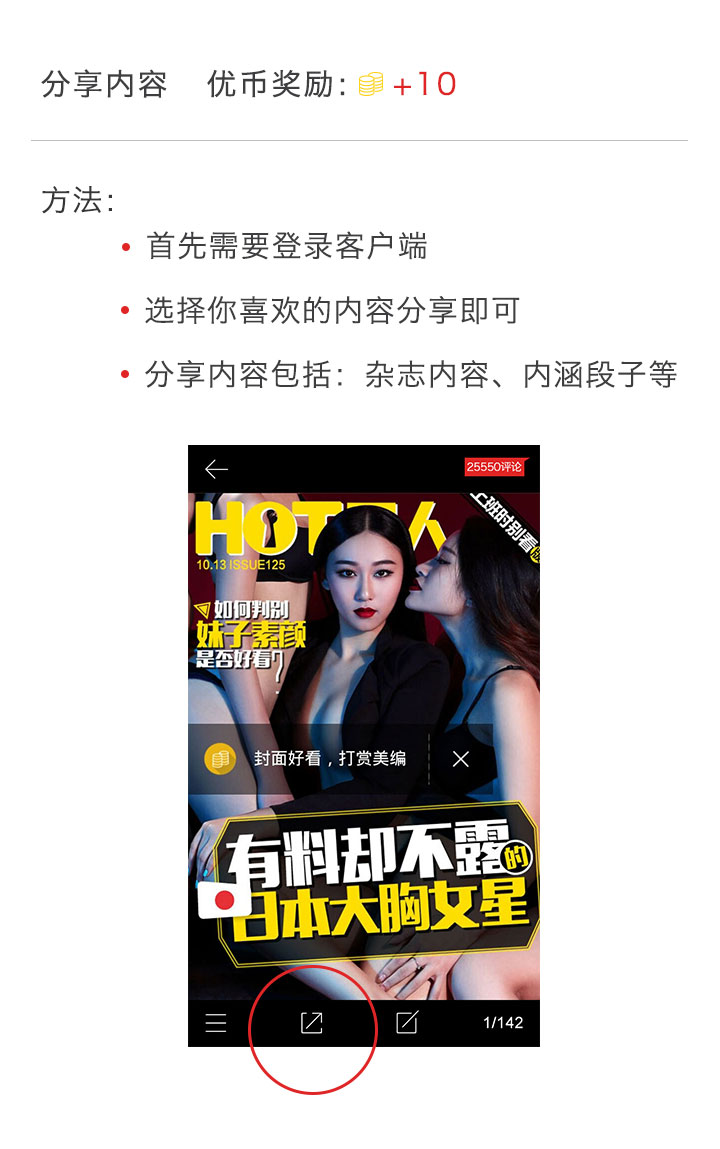 分享内容 优币奖励: +10
方法:
首先需要登录客户端
选择你喜欢的内容分享即可
分享内容包括: 杂志内容、内涵段子等
25550评论
上班时别看
HOT
人
10.13 ISSUE125
如何判别
妹子素颜
是否好看?
封面好看，打赏美编
有料却不露的
日本大胸女星
1/142